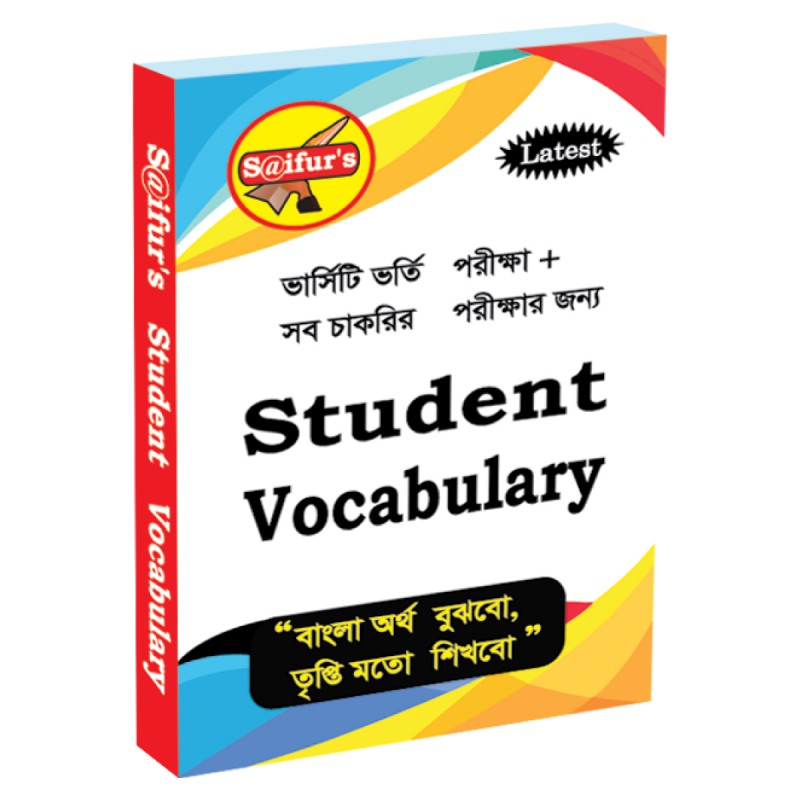 S@ifur's Student Vocabulary
S@ifur's
Latest
ভার্সিটি ভর্তি পরীক্ষা +
সব চাকরির পরীক্ষার জন্য
Student
Vocabulary
“বাংলা অর্থ বুঝবো,
তৃপ্তি মতো শিখবো”